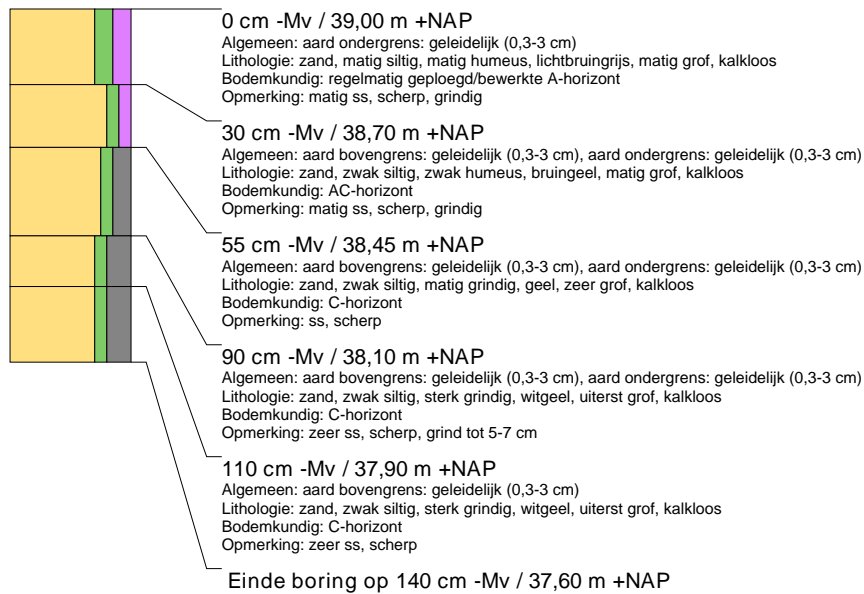 0 cm -Mv / 39,00 m +NAP
Algemeen: aard ondergrens: geleidelijk (0,3-3 cm)
Lithologie: zand, matig siltig, matig humeus, lichtbruingrijs, matig grof, kalkloos
Bodemkundig: regelmatig geploegd/bewerkte A-horizont
Opmerking: matig ss, scherp, grindig
30 cm -Mv / 38,70 m +NAP
Algemeen: aard bovengrens: geleidelijk (0,3-3 cm), aard ondergrens: geleidelijk (0,3-3 cm)
Lithologie: zand, zwak siltig, zwak humeus, bruingeel, matig grof, kalkloos
Bodemkundig: AC-horizont
Opmerking: matig ss, scherp, grindig
55 cm -Mv / 38,45 m +NAP
Algemeen: aard bovengrens: geleidelijk (0,3-3 cm), aard ondergrens: geleidelijk (0,3-3 cm)
Lithologie: zand, zwak siltig, matig grindig, geel, zeer grof, kalkloos
Bodemkundig: C-horizont
Opmerking: ss, scherp
90 cm -Mv / 38,10 m +NAP
Algemeen: aard bovengrens: geleidelijk (0,3-3 cm), aard ondergrens: geleidelijk (0,3-3 cm)
Lithologie: zand, zwak siltig, sterk grindig, witgeel, uiterst grof, kalkloos
Bodemkundig: C-horizont
Opmerking: zeer ss, scherp, grind tot 5-7 cm
110 cm -Mv / 37,90 m +NAP
Algemeen: aard bovengrens: geleidelijk (0,3-3 cm)
Lithologie: zand, zwak siltig, sterk grindig, witgeel, uiterst grof, kalkloos
Bodemkundig: C-horizont
Opmerking: zeer ss, scherp
Einde boring op 140 cm -Mv / 37,60 m +NAP